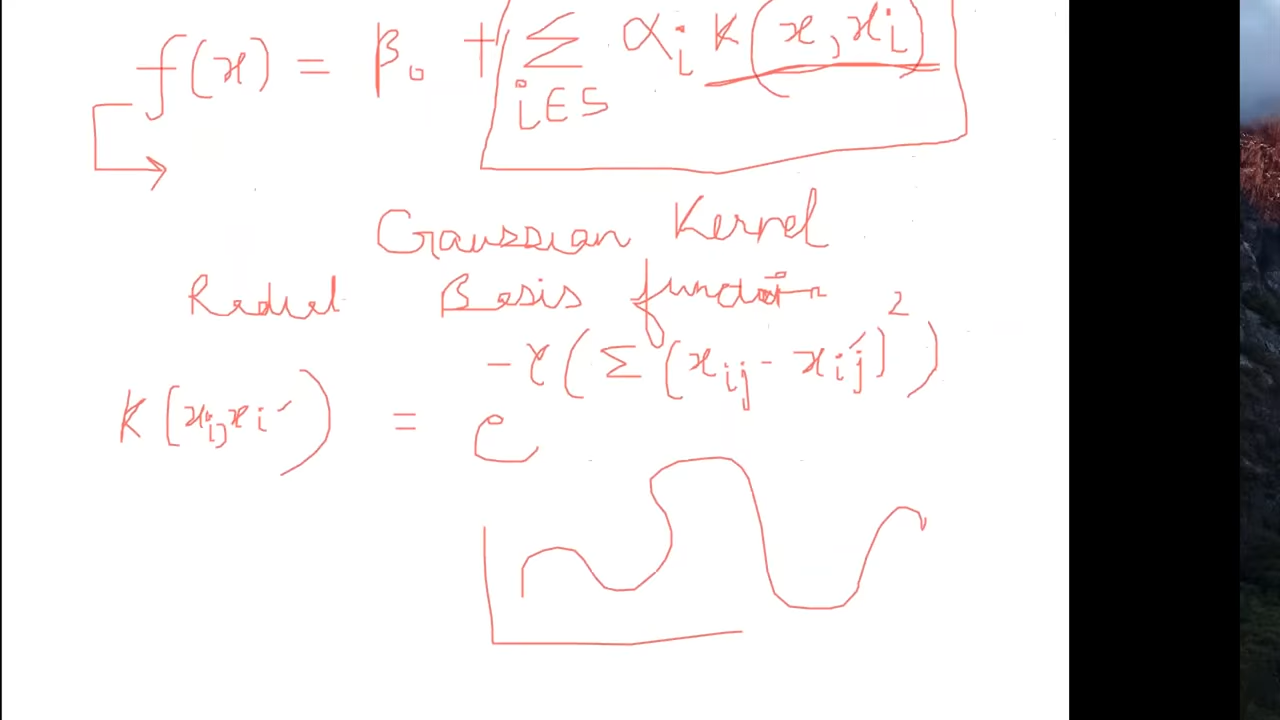 f(x) = β₀ + Σ i∈S αᵢ K(x, xᵢ)
Gaussian Kernel
Radial Basis function
K(xᵢ, xᵢ′) = e^{-γ(Σ(xᵢⱼ - xᵢ′ⱼ)²)}